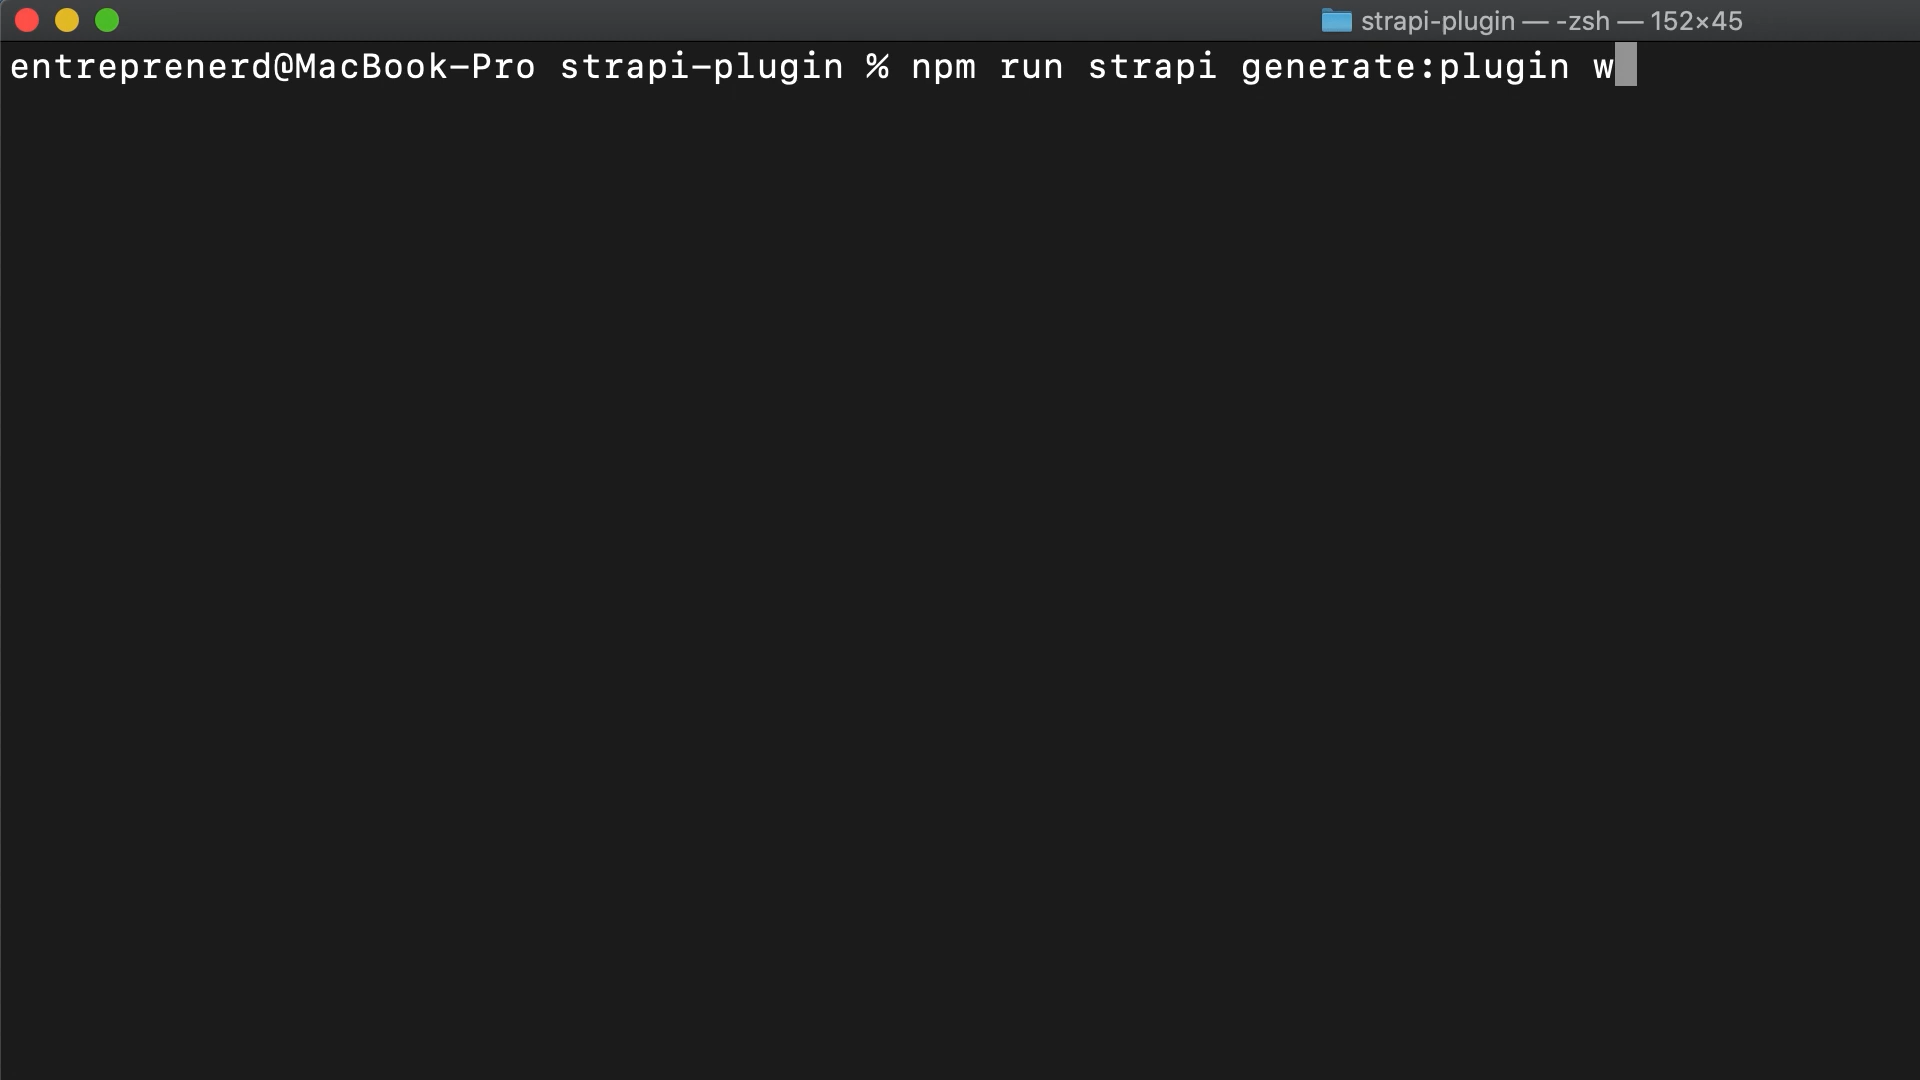 strapi-plugin — -zsh — 152×45
entreprenerd@MacBook-Pro strapi-plugin % npm run strapi generate:plugin w